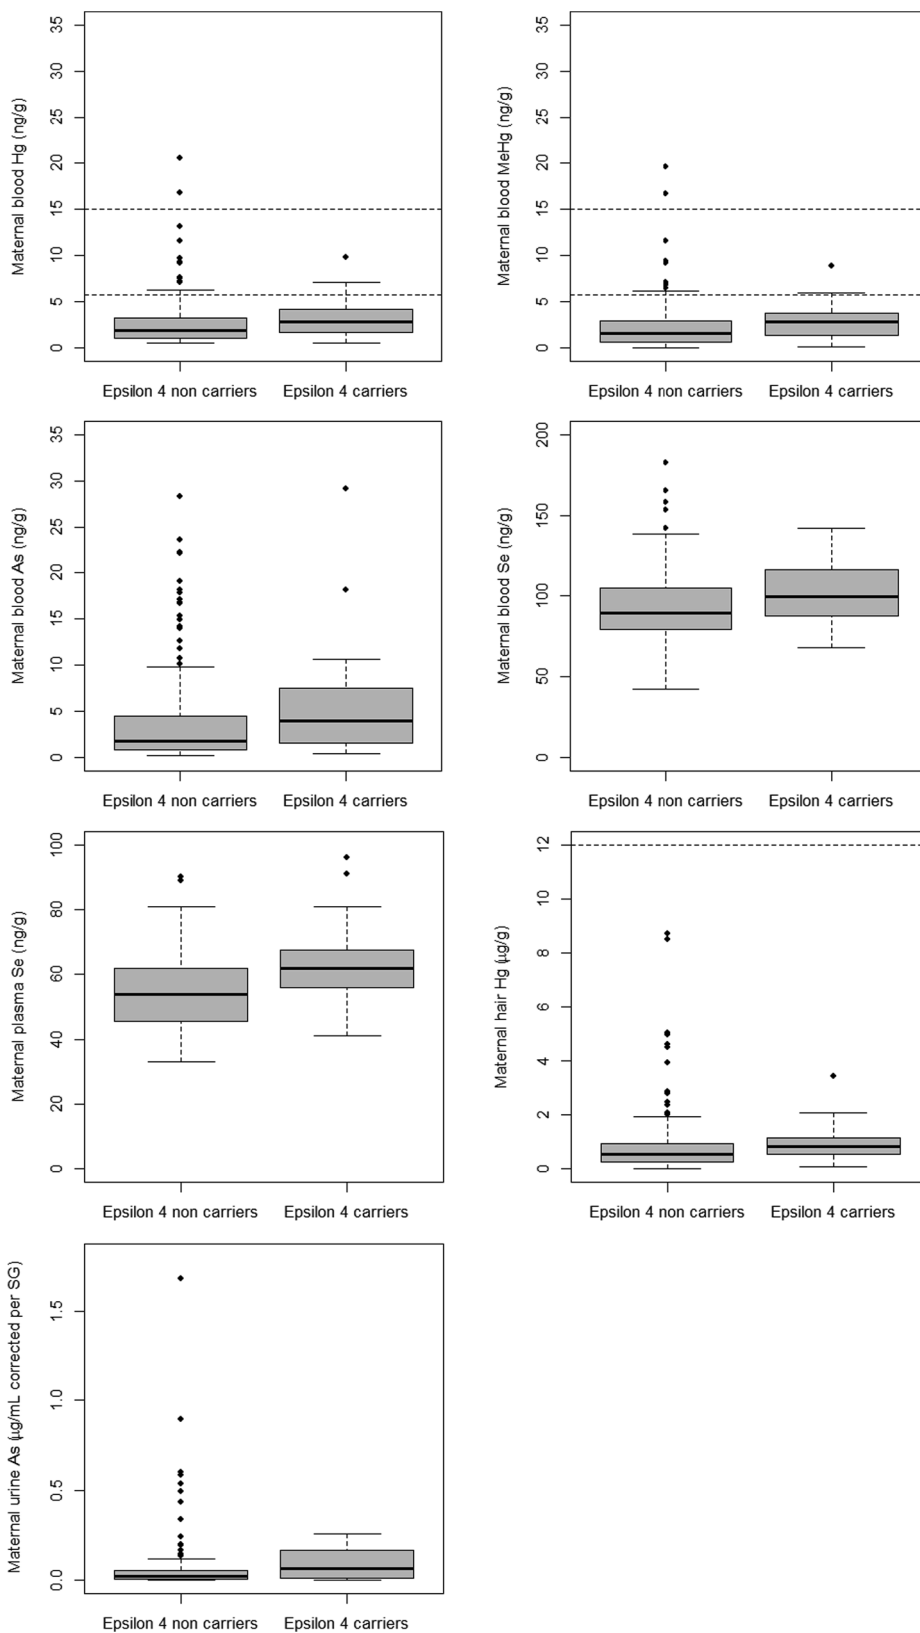 Maternal blood Hg (ng/g)
35
30
25
20
15
10
5
0
Epsilon 4 non carriers
Epsilon 4 carriers
Maternal blood MeHg (ng/g)
35
30
25
20
15
10
5
0
Epsilon 4 non carriers
Epsilon 4 carriers
Maternal blood As (ng/g)
35
30
25
20
15
10
5
0
Epsilon 4 non carriers
Epsilon 4 carriers
Maternal blood Se (ng/g)
200
150
100
50
0
Epsilon 4 non carriers
Epsilon 4 carriers
Maternal plasma Se (ng/g)
100
80
60
40
20
0
Epsilon 4 non carriers
Epsilon 4 carriers
Maternal hair Hg (μg/g)
12
10
8
6
4
2
0
Epsilon 4 non carriers
Epsilon 4 carriers
Maternal urine As (μg/mL corrected per SG)
1.5
1.0
0.5
0.0
Epsilon 4 non carriers
Epsilon 4 carriers